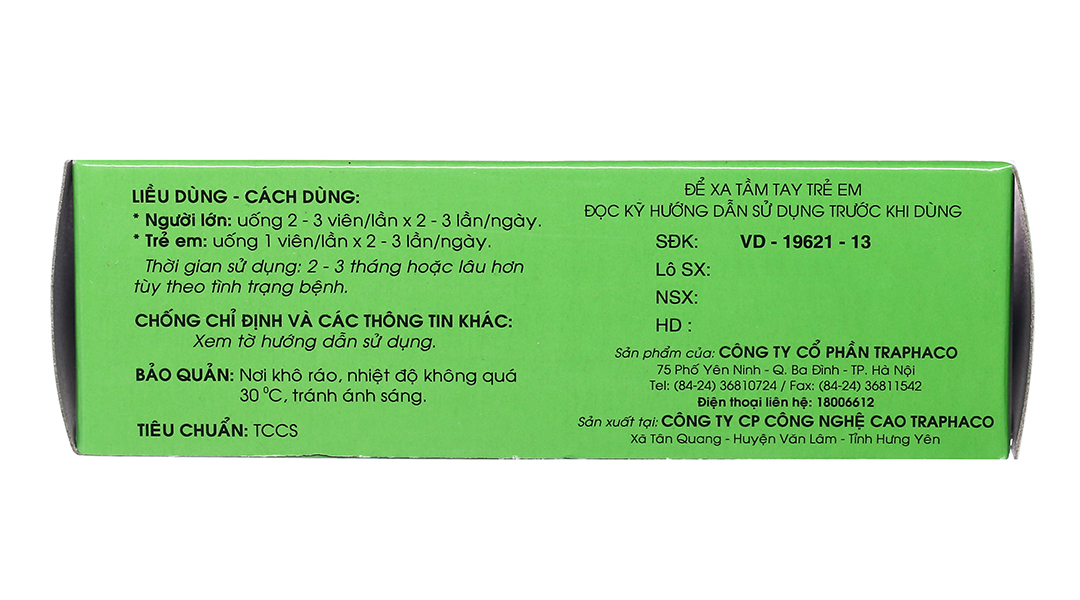 LIỀU DÙNG - CÁCH DÙNG:
* Người lớn: uống 2 - 3 viên/lần x 2 - 3 lần/ngày.
* Trẻ em: uống 1 viên/lần x 2 - 3 lần/ngày.
Thời gian sử dụng: 2 - 3 tháng hoặc lâu hơn
tùy theo tình trạng bệnh.
CHỐNG CHỈ ĐỊNH VÀ CÁC THÔNG TIN KHÁC:
Xem tờ hướng dẫn sử dụng.
BẢO QUẢN: Nơi khô ráo, nhiệt độ không quá
30 ⁰C, tránh ánh sáng.
TIÊU CHUẨN: TCCS
ĐỂ XA TẦM TAY TRẺ EM
ĐỌC KỸ HƯỚNG DẪN SỬ DỤNG TRƯỚC KHI DÙNG
SĐK: VD - 19621 - 13
Lô SX:
NSX:
HD :
Sản phẩm của: CÔNG TY CỔ PHẦN TRAPHACO
75 Phố Yên Ninh - Q. Ba Đình - TP. Hà Nội
Tel: (84-24) 36810724 / Fax: (84-24) 36811542
Điện thoại liên hệ: 18006612
Sản xuất tại: CÔNG TY CP CÔNG NGHỆ CAO TRAPHACO
Xã Tân Quang - Huyện Văn Lâm - Tỉnh Hưng Yên